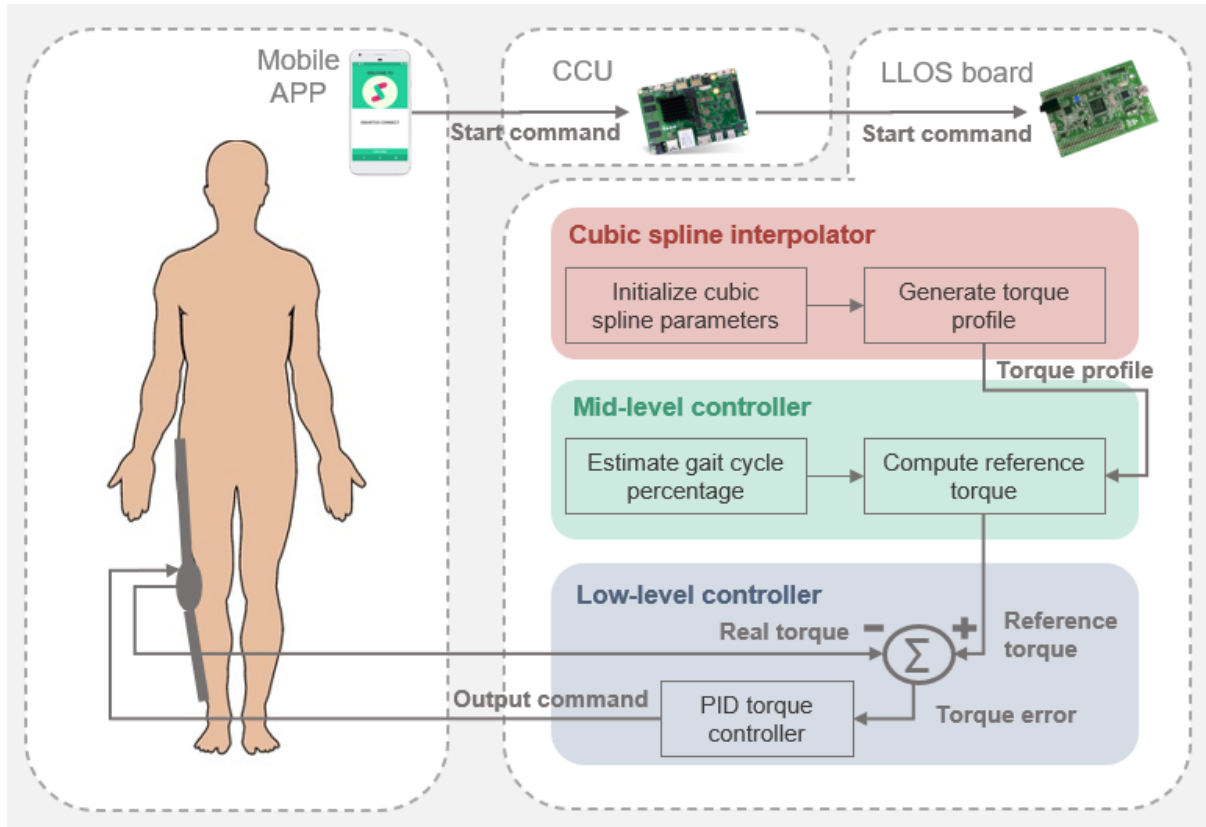 Mobile
APP
CCU
LLOS board
Start command
Start command
Cubic spline interpolator
Initialize cubic
spline parameters
Generate torque
profile
Torque profile
Mid-level controller
Estimate gait cycle
percentage
Compute reference
torque
Low-level controller
Real torque
-
+
Σ
Reference
torque
Output command
PID torque
controller
Torque error